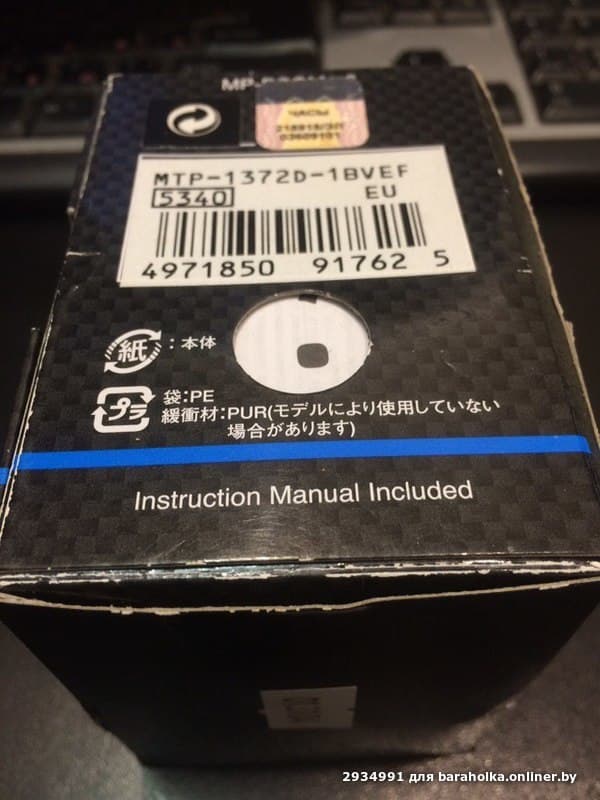 ЧАСЫ
MTP-1372D-1BVEF
5340 EU
4971850 91762 5
紙 : 本体
プラ 袋:PE
緩衝材:PUR(モデルにより使用していない
場合があります)
Instruction Manual Included
2934991 для baraholka.onliner.by